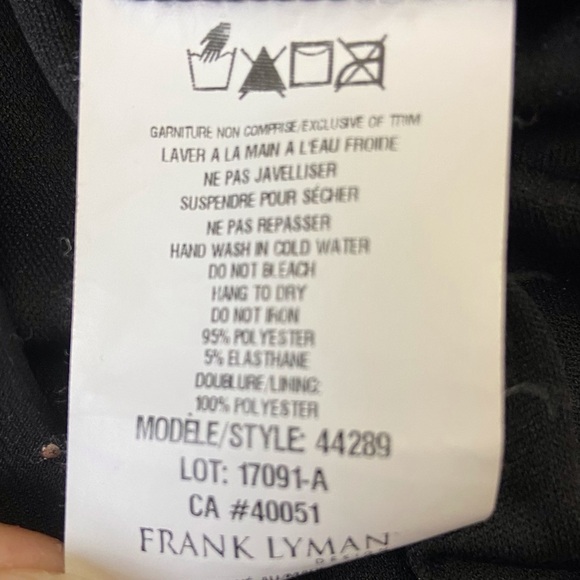 GARNITURE NON COMPRISE/EXCLUSIVE OF TRIM
LAVER A LA MAIN A L'EAU FROIDE
NE PAS JAVELLISER
SUSPENDRE POUR SÉCHER
NE PAS REPASSER
HAND WASH IN COLD WATER
DO NOT BLEACH
HANG TO DRY
DO NOT IRON
95% POLYESTER
5% ELASTHANE
DOUBLURE/LINING:
100% POLYESTER
MODÈLE/STYLE: 44289
LOT: 17091-A
CA #40051
FRANK LYMAN